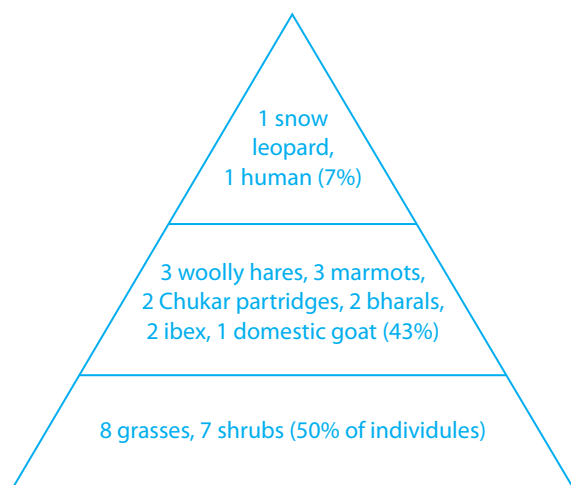 1 snow
leopard,
1 human (7%)
3 woolly hares, 3 marmots,
2 Chukar partridges, 2 bharals,
2 ibex, 1 domestic goat (43%)
8 grasses, 7 shrubs (50% of individules)